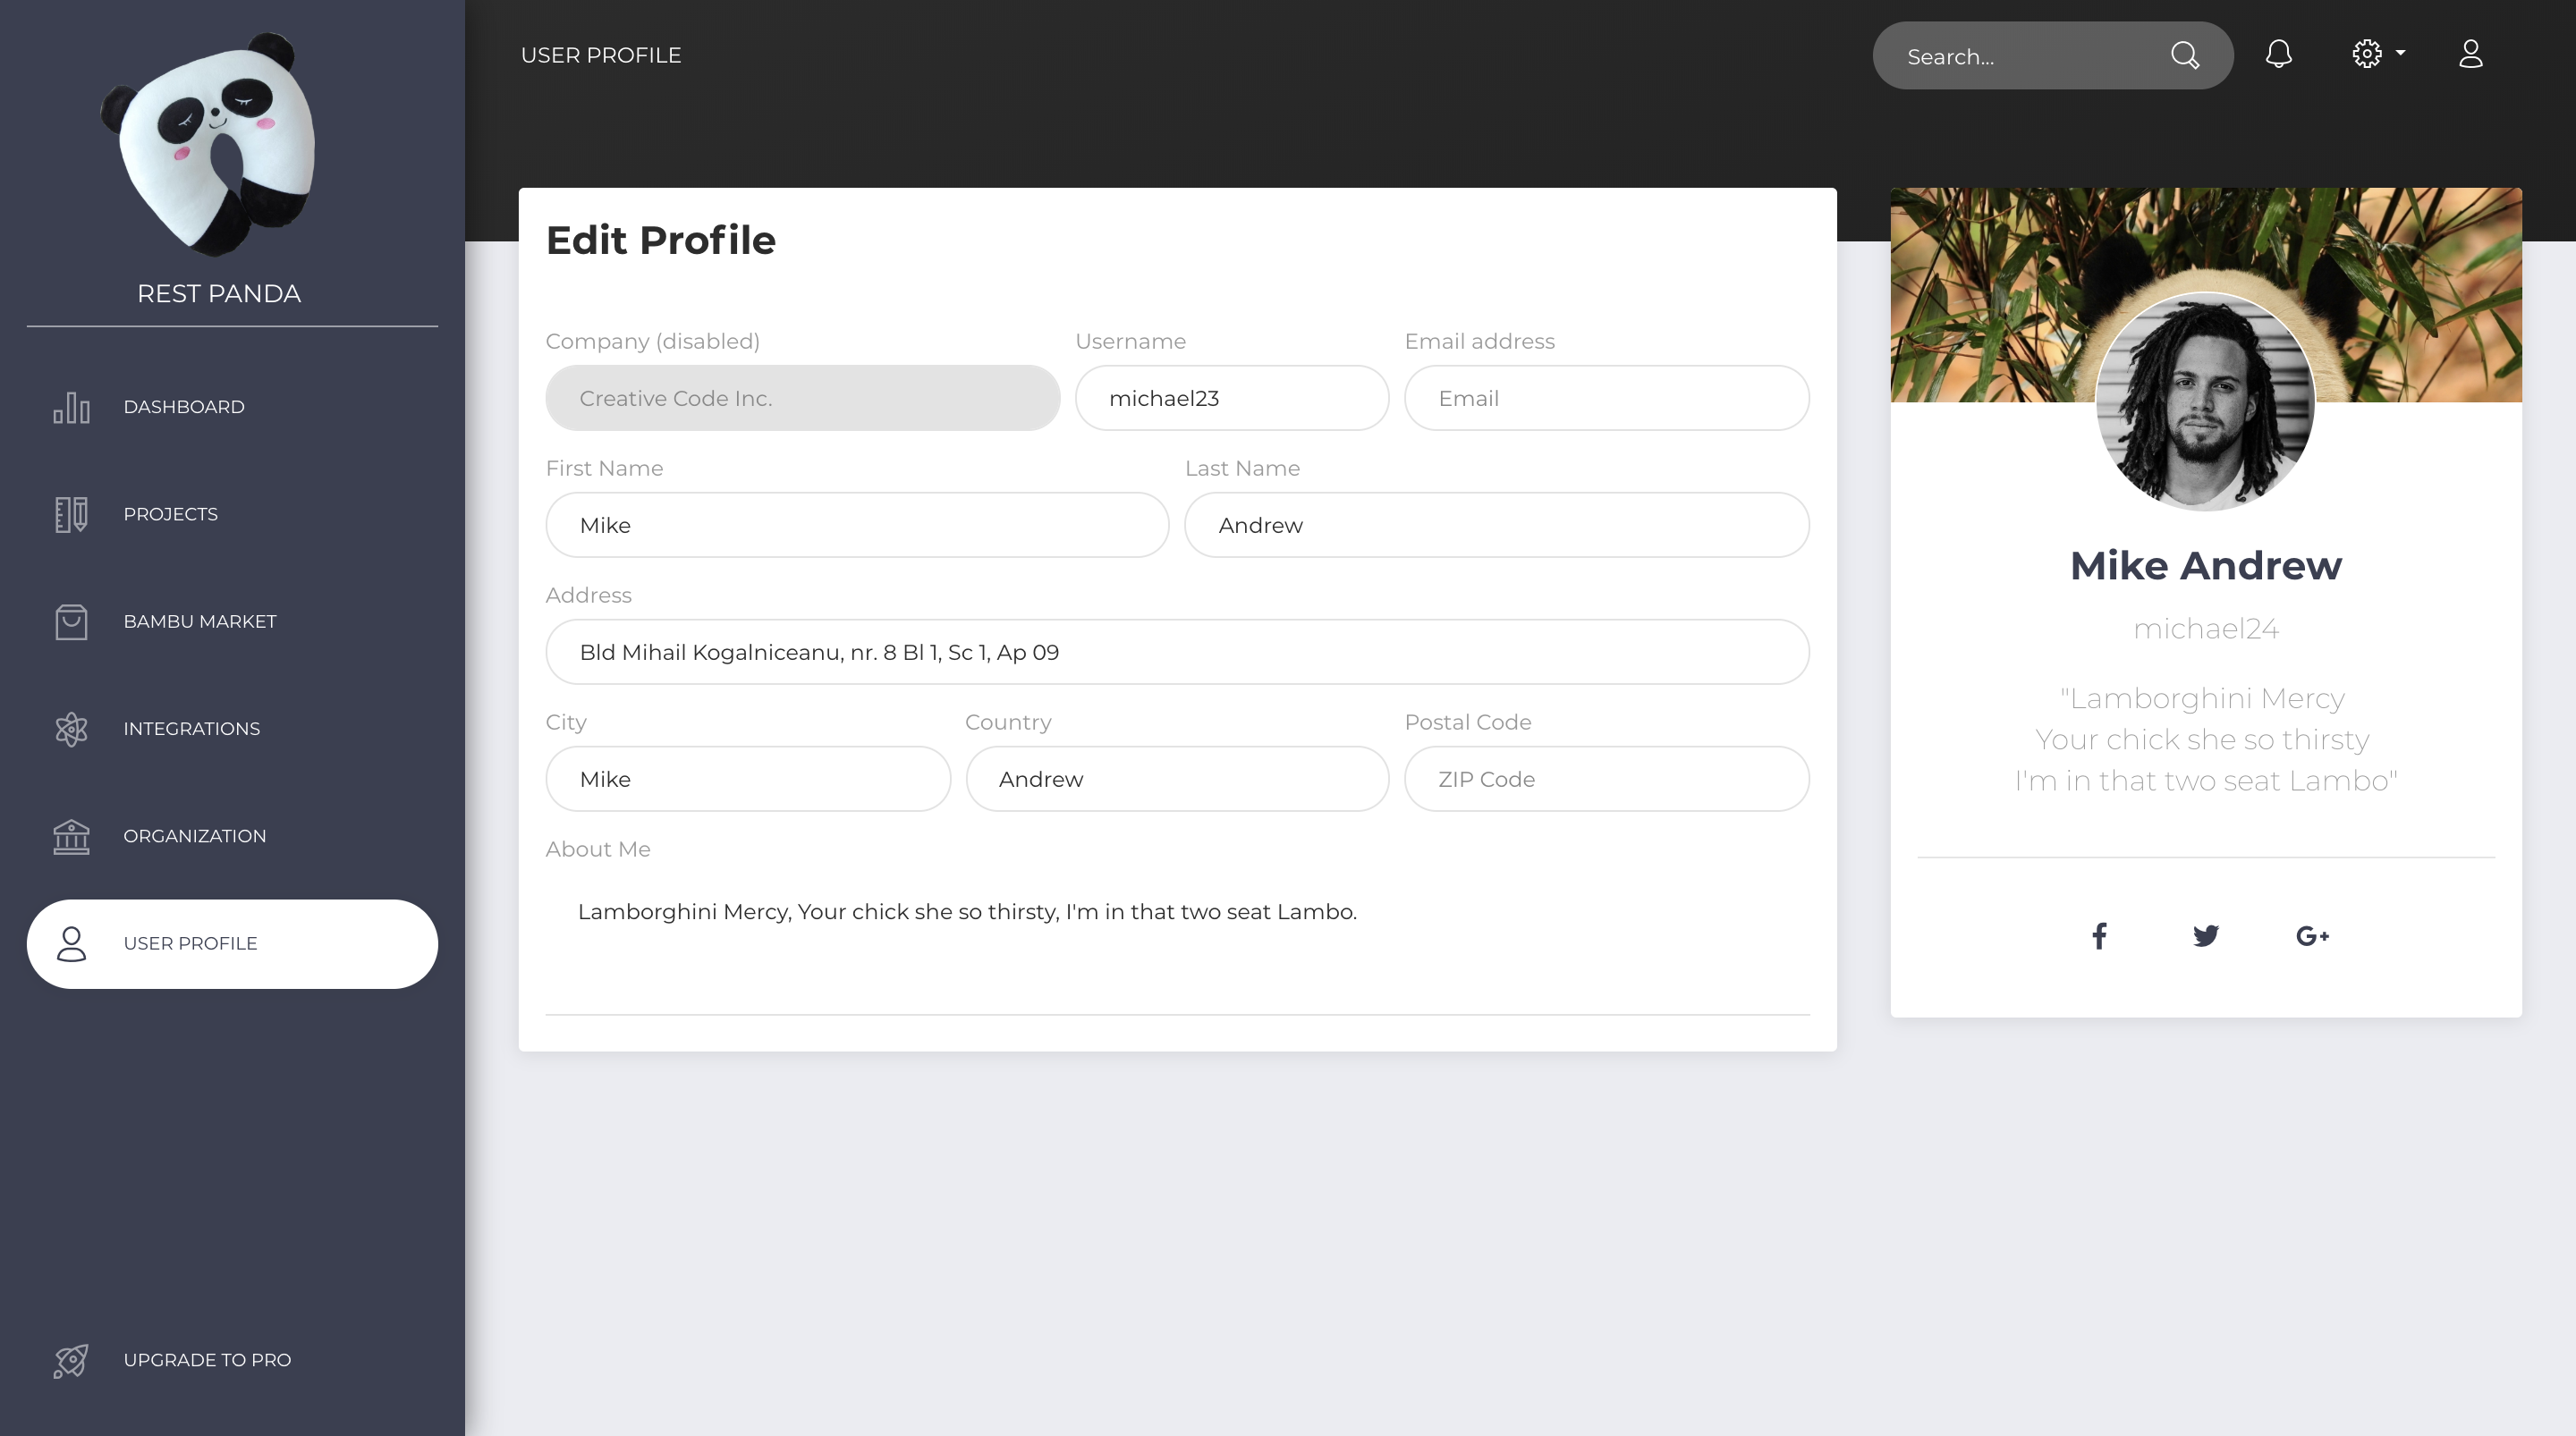 REST PANDA
DASHBOARD
PROJECTS
BAMBU MARKET
INTEGRATIONS
ORGANIZATION
USER PROFILE
UPGRADE TO PRO
USER PROFILE
Search...
Edit Profile
Company (disabled)
Creative Code Inc.
Username
michael23
Email address
Email
First Name
Mike
Last Name
Andrew
Address
Bld Mihail Kogalniceanu, nr. 8 Bl 1, Sc 1, Ap 09
City
Mike
Country
Andrew
Postal Code
ZIP Code
About Me
Lamborghini Mercy, Your chick she so thirsty, I'm in that two seat Lambo.
Mike Andrew
michael24
"Lamborghini Mercy
Your chick she so thirsty
I'm in that two seat Lambo"